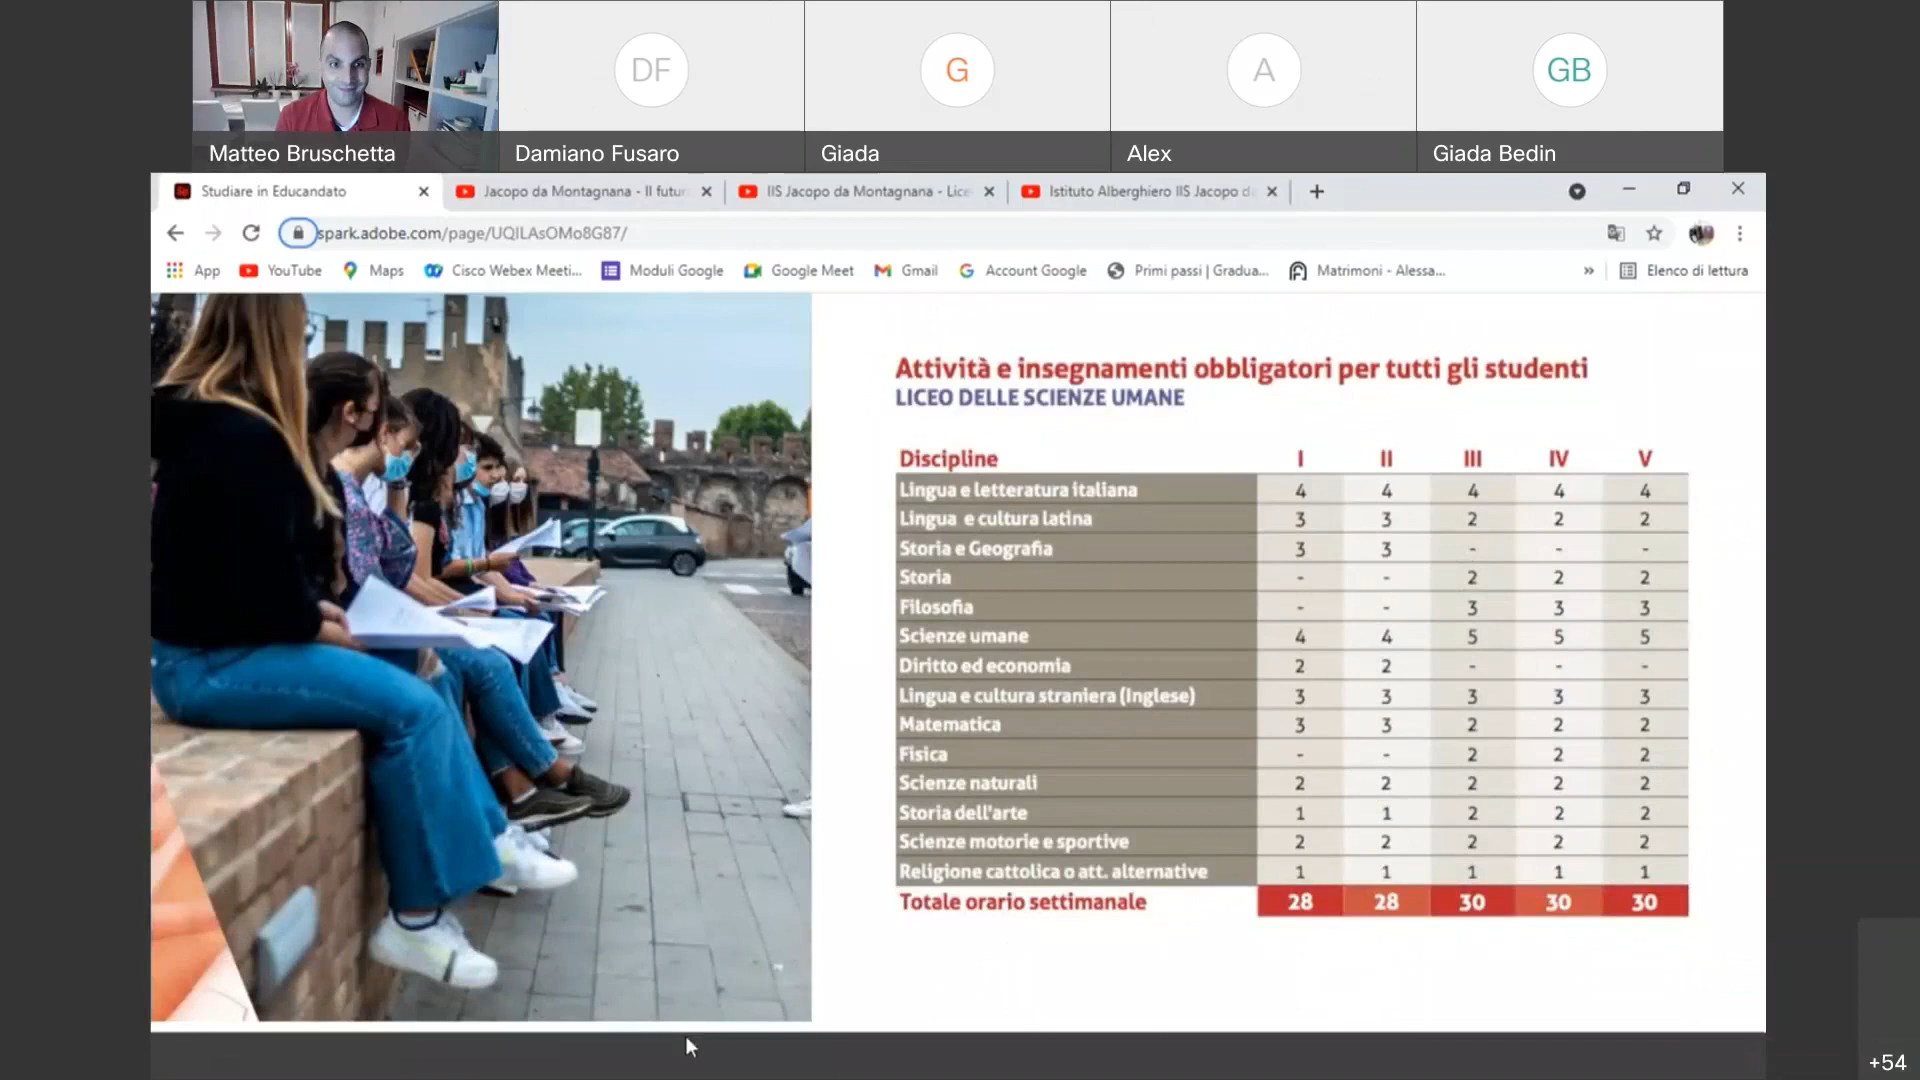 DF
G
A
GB
Matteo Bruschetta
Damiano Fusaro
Giada
Alex
Giada Bedin
Studiare in Educandato
Jacopo da Montagnana - Il futur
IIS Jacopo da Montagnana - Lice
Istituto Alberghiero IIS Jacopo d
spark.adobe.com/page/UQILAsOMo8G87/
App
YouTube
Maps
Cisco Webex Meeti...
Moduli Google
Google Meet
Gmail
Account Google
Primi passi | Gradua...
Matrimoni - Alessa...
»
Elenco di lettura
Attività e insegnamenti obbligatori per tutti gli studenti
LICEO DELLE SCIENZE UMANE
Discipline I II III IV V
Lingua e letteratura italiana 4 4 4 4 4
Lingua e cultura latina 3 3 2 2 2
Storia e Geografia 3 3 - - -
Storia - - 2 2 2
Filosofia - - 3 3 3
Scienze umane 4 4 5 5 5
Diritto ed economia 2 2 - - -
Lingua e cultura straniera (Inglese) 3 3 3 3 3
Matematica 3 3 2 2 2
Fisica - - 2 2 2
Scienze naturali 2 2 2 2 2
Storia dell'arte 1 1 2 2 2
Scienze motorie e sportive 2 2 2 2 2
Religione cattolica o att. alternative 1 1 1 1 1
Totale orario settimanale 28 28 30 30 30
+54